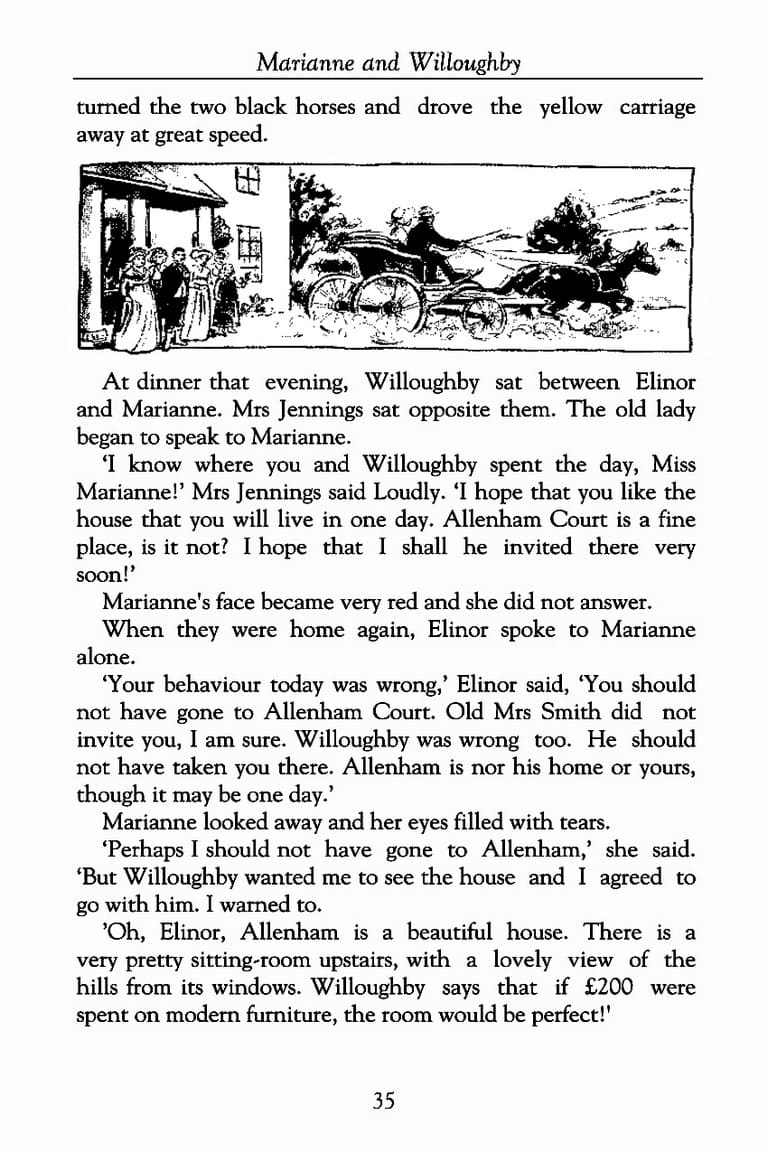 Marianne and Willoughby
turned the two black horses and drove the yellow carriage
away at great speed.
At dinner that evening, Willoughby sat between Elinor
and Marianne. Mrs Jennings sat opposite them. The old lady
began to speak to Marianne.
‘I know where you and Willoughby spent the day, Miss
Marianne!’ Mrs Jennings said Loudly. ‘I hope that you like the
house that you will live in one day. Allenham Court is a fine
place, is it not? I hope that I shall he invited there very
soon!’
Marianne's face became very red and she did not answer.
When they were home again, Elinor spoke to Marianne
alone.
‘Your behaviour today was wrong,’ Elinor said, ‘You should
not have gone to Allenham Court. Old Mrs Smith did not
invite you, I am sure. Willoughby was wrong too. He should
not have taken you there. Allenham is nor his home or yours,
though it may be one day.’
Marianne looked away and her eyes filled with tears.
‘Perhaps I should not have gone to Allenham,’ she said.
‘But Willoughby wanted me to see the house and I agreed to
go with him. I warned to.
’Oh, Elinor, Allenham is a beautiful house. There is a
very pretty sitting-room upstairs, with a lovely view of the
hills from its windows. Willoughby says that if £200 were
spent on modern furniture, the room would be perfect!'
35